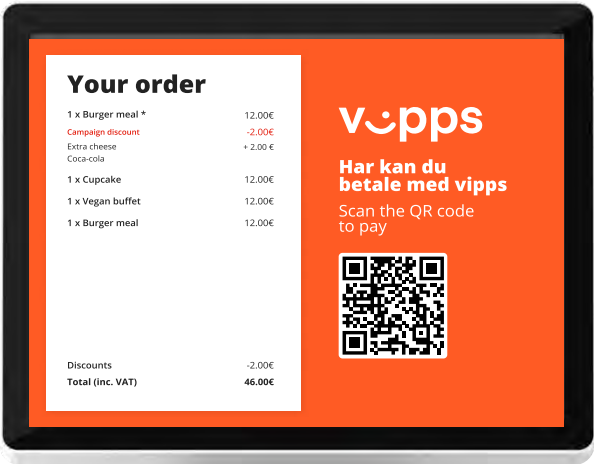 Your order
1 x Burger meal * 12.00€
Campaign discount -2.00€
Extra cheese + 2.00 €
Coca-cola
1 x Cupcake 12.00€
1 x Vegan buffet 12.00€
1 x Burger meal 12.00€
Discounts -2.00€
Total (inc. VAT) 46.00€
vipps
Har kan du
betale med vipps
Scan the QR code
to pay